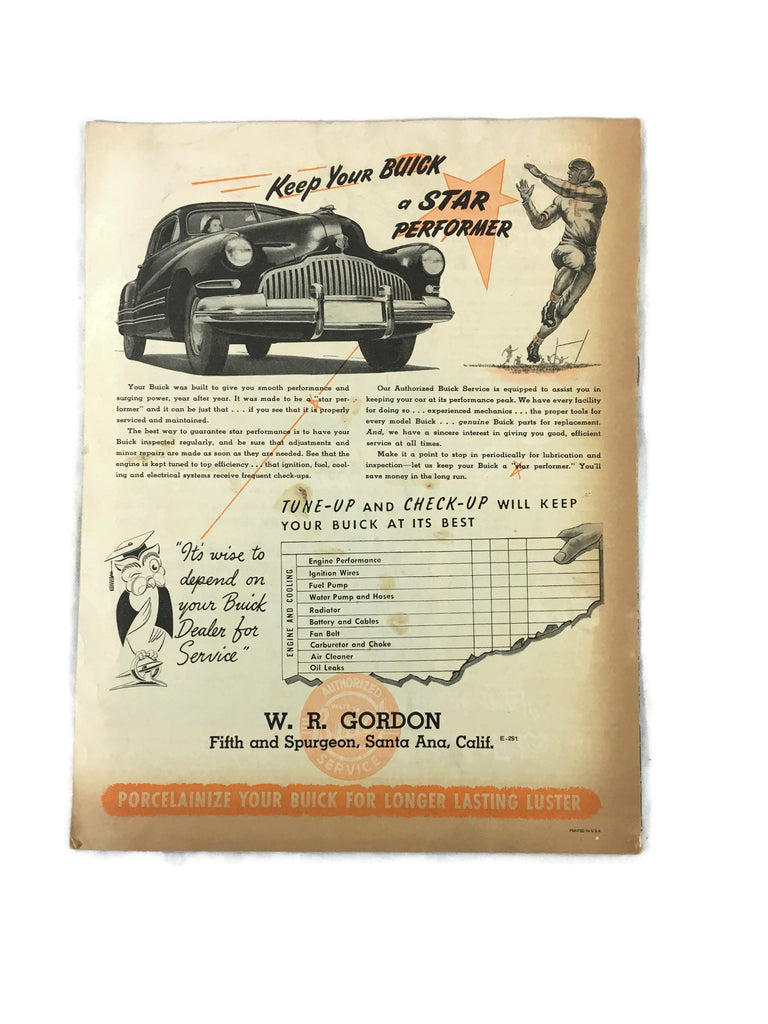 Keep Your BUICK
a STAR
PERFORMER
Your Buick was built to give you smooth performance and
surging power, year after year. It was made to be a "star per-
former" and it can be just that . . . if you see that it is properly
serviced and maintained.
The best way to guarantee star performance is to have your
Buick inspected regularly, and be sure that adjustments and
minor repairs are made as soon as they are needed. See that the
engine is kept tuned to top efficiency . . . that ignition, fuel, cool-
ing and electrical systems receive frequent check-ups.
Our Authorized Buick Service is equipped to assist you in
keeping your car at its performance peak. We have every facility
for doing so . . . experienced mechanics . . . the proper tools for
every model Buick . . . genuine Buick parts for replacement.
And, we have a sincere interest in giving you good, efficient
service at all times.
Make it a point to stop in periodically for lubrication and
inspection—let us keep your Buick a "star performer." You'll
save money in the long run.
TUNE-UP AND CHECK-UP WILL KEEP
YOUR BUICK AT ITS BEST
"It's wise to
depend on
your Buick
Dealer for
Service"
ENGINE AND COOLING
Engine Performance
Ignition Wires
Fuel Pump
Water Pump and Hoses
Radiator
Battery and Cables
Fan Belt
Carburetor and Choke
Air Cleaner
Oil Leaks
AUTHORIZED
SERVICE
W. R. GORDON
Fifth and Spurgeon, Santa Ana, Calif. E-291
PORCELAINIZE YOUR BUICK FOR LONGER LASTING LUSTER
PRINTED IN U.S.A.